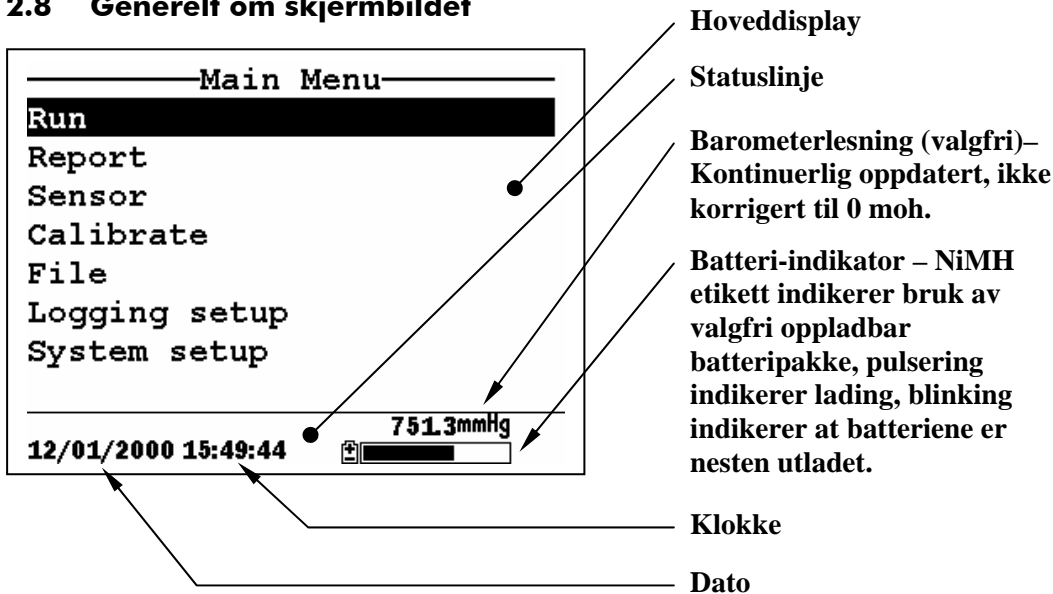 2.8 Generelt om skjermbildet
Main Menu
Run
Report
Sensor
Calibrate
File
Logging setup
System setup
751.3mmHg
12/01/2000 15:49:44
Hoveddisplay
Statuslinje
Barometerlesning (valgfri)–
Kontinuerlig oppdatert, ikke
korrigert til 0 moh.
Batteri-indikator – NiMH
etikett indikerer bruk av
valgfri oppladbar
batteripakke, pulsering
indikerer lading, blinking
indikerer at batteriene er
nesten utladet.
Klokke
Dato